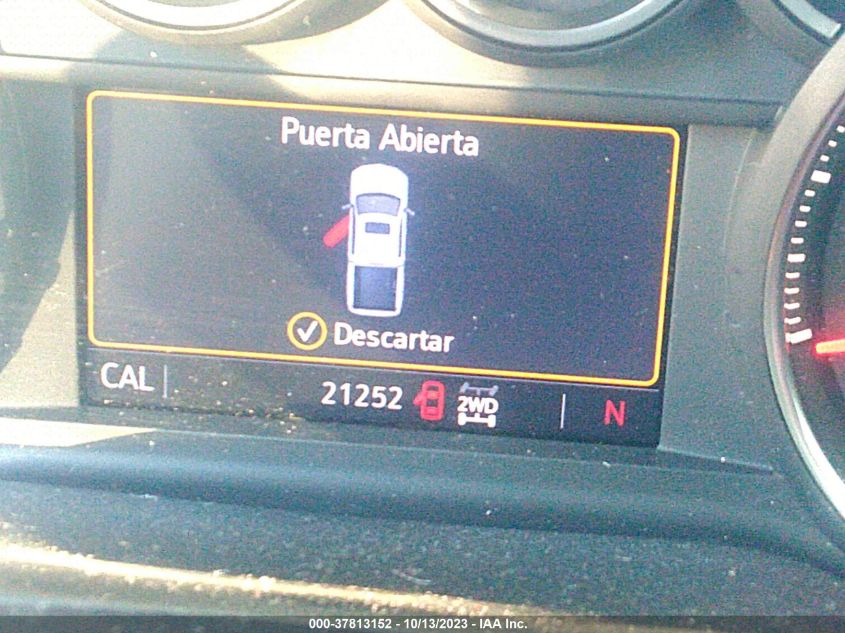 Puerta Abierta
Descartar
CAL
21252
2WD
N
000-37813152 - 10/13/2023 - IAA Inc.